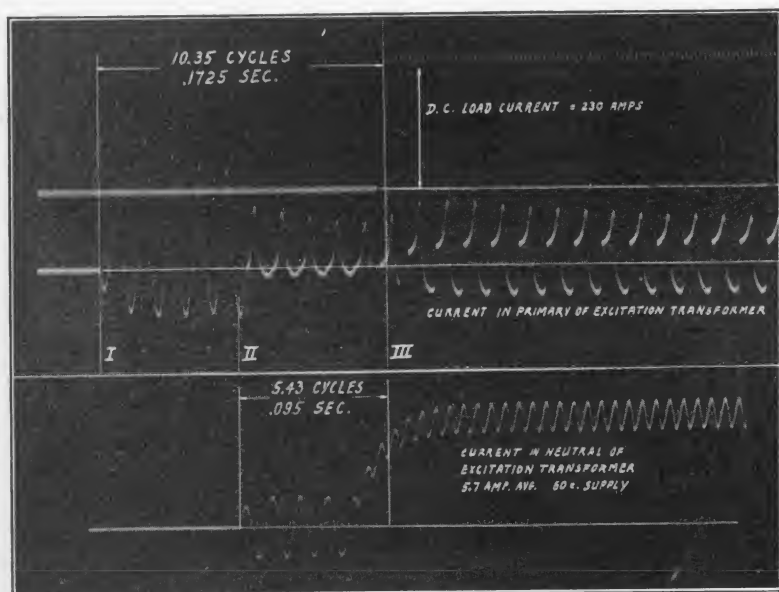 10.35 CYCLES
.1725 SEC.
D.C. LOAD CURRENT = 230 AMPS
CURRENT IN PRIMARY OF EXCITATION TRANSFORMER
I
II
III
5.43 CYCLES
.095 SEC.
CURRENT IN NEUTRAL OF
EXCITATION TRANSFORMER
5.7 AMP. AVG. 60 ~. SUPPLY